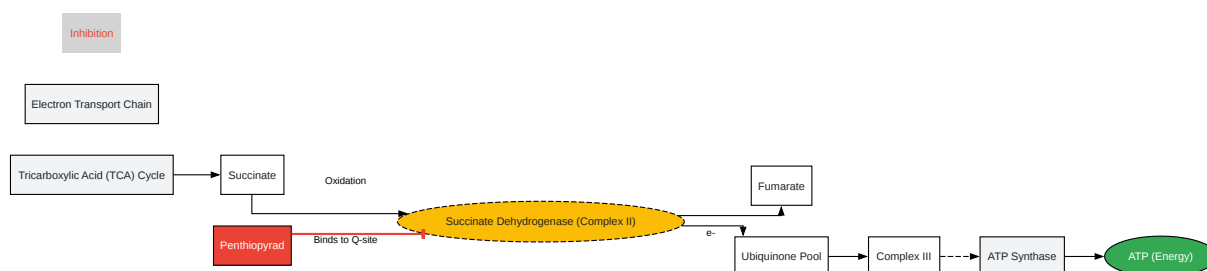 Inhibition
Electron Transport Chain
Tricarboxylic Acid (TCA) Cycle
Succinate
Oxidation
Fumarate
Succinate Dehydrogenase (Complex II)
Penthiopyrad
Binds to Q-site
e-
Ubiquinone Pool
Complex III
ATP Synthase
ATP (Energy)